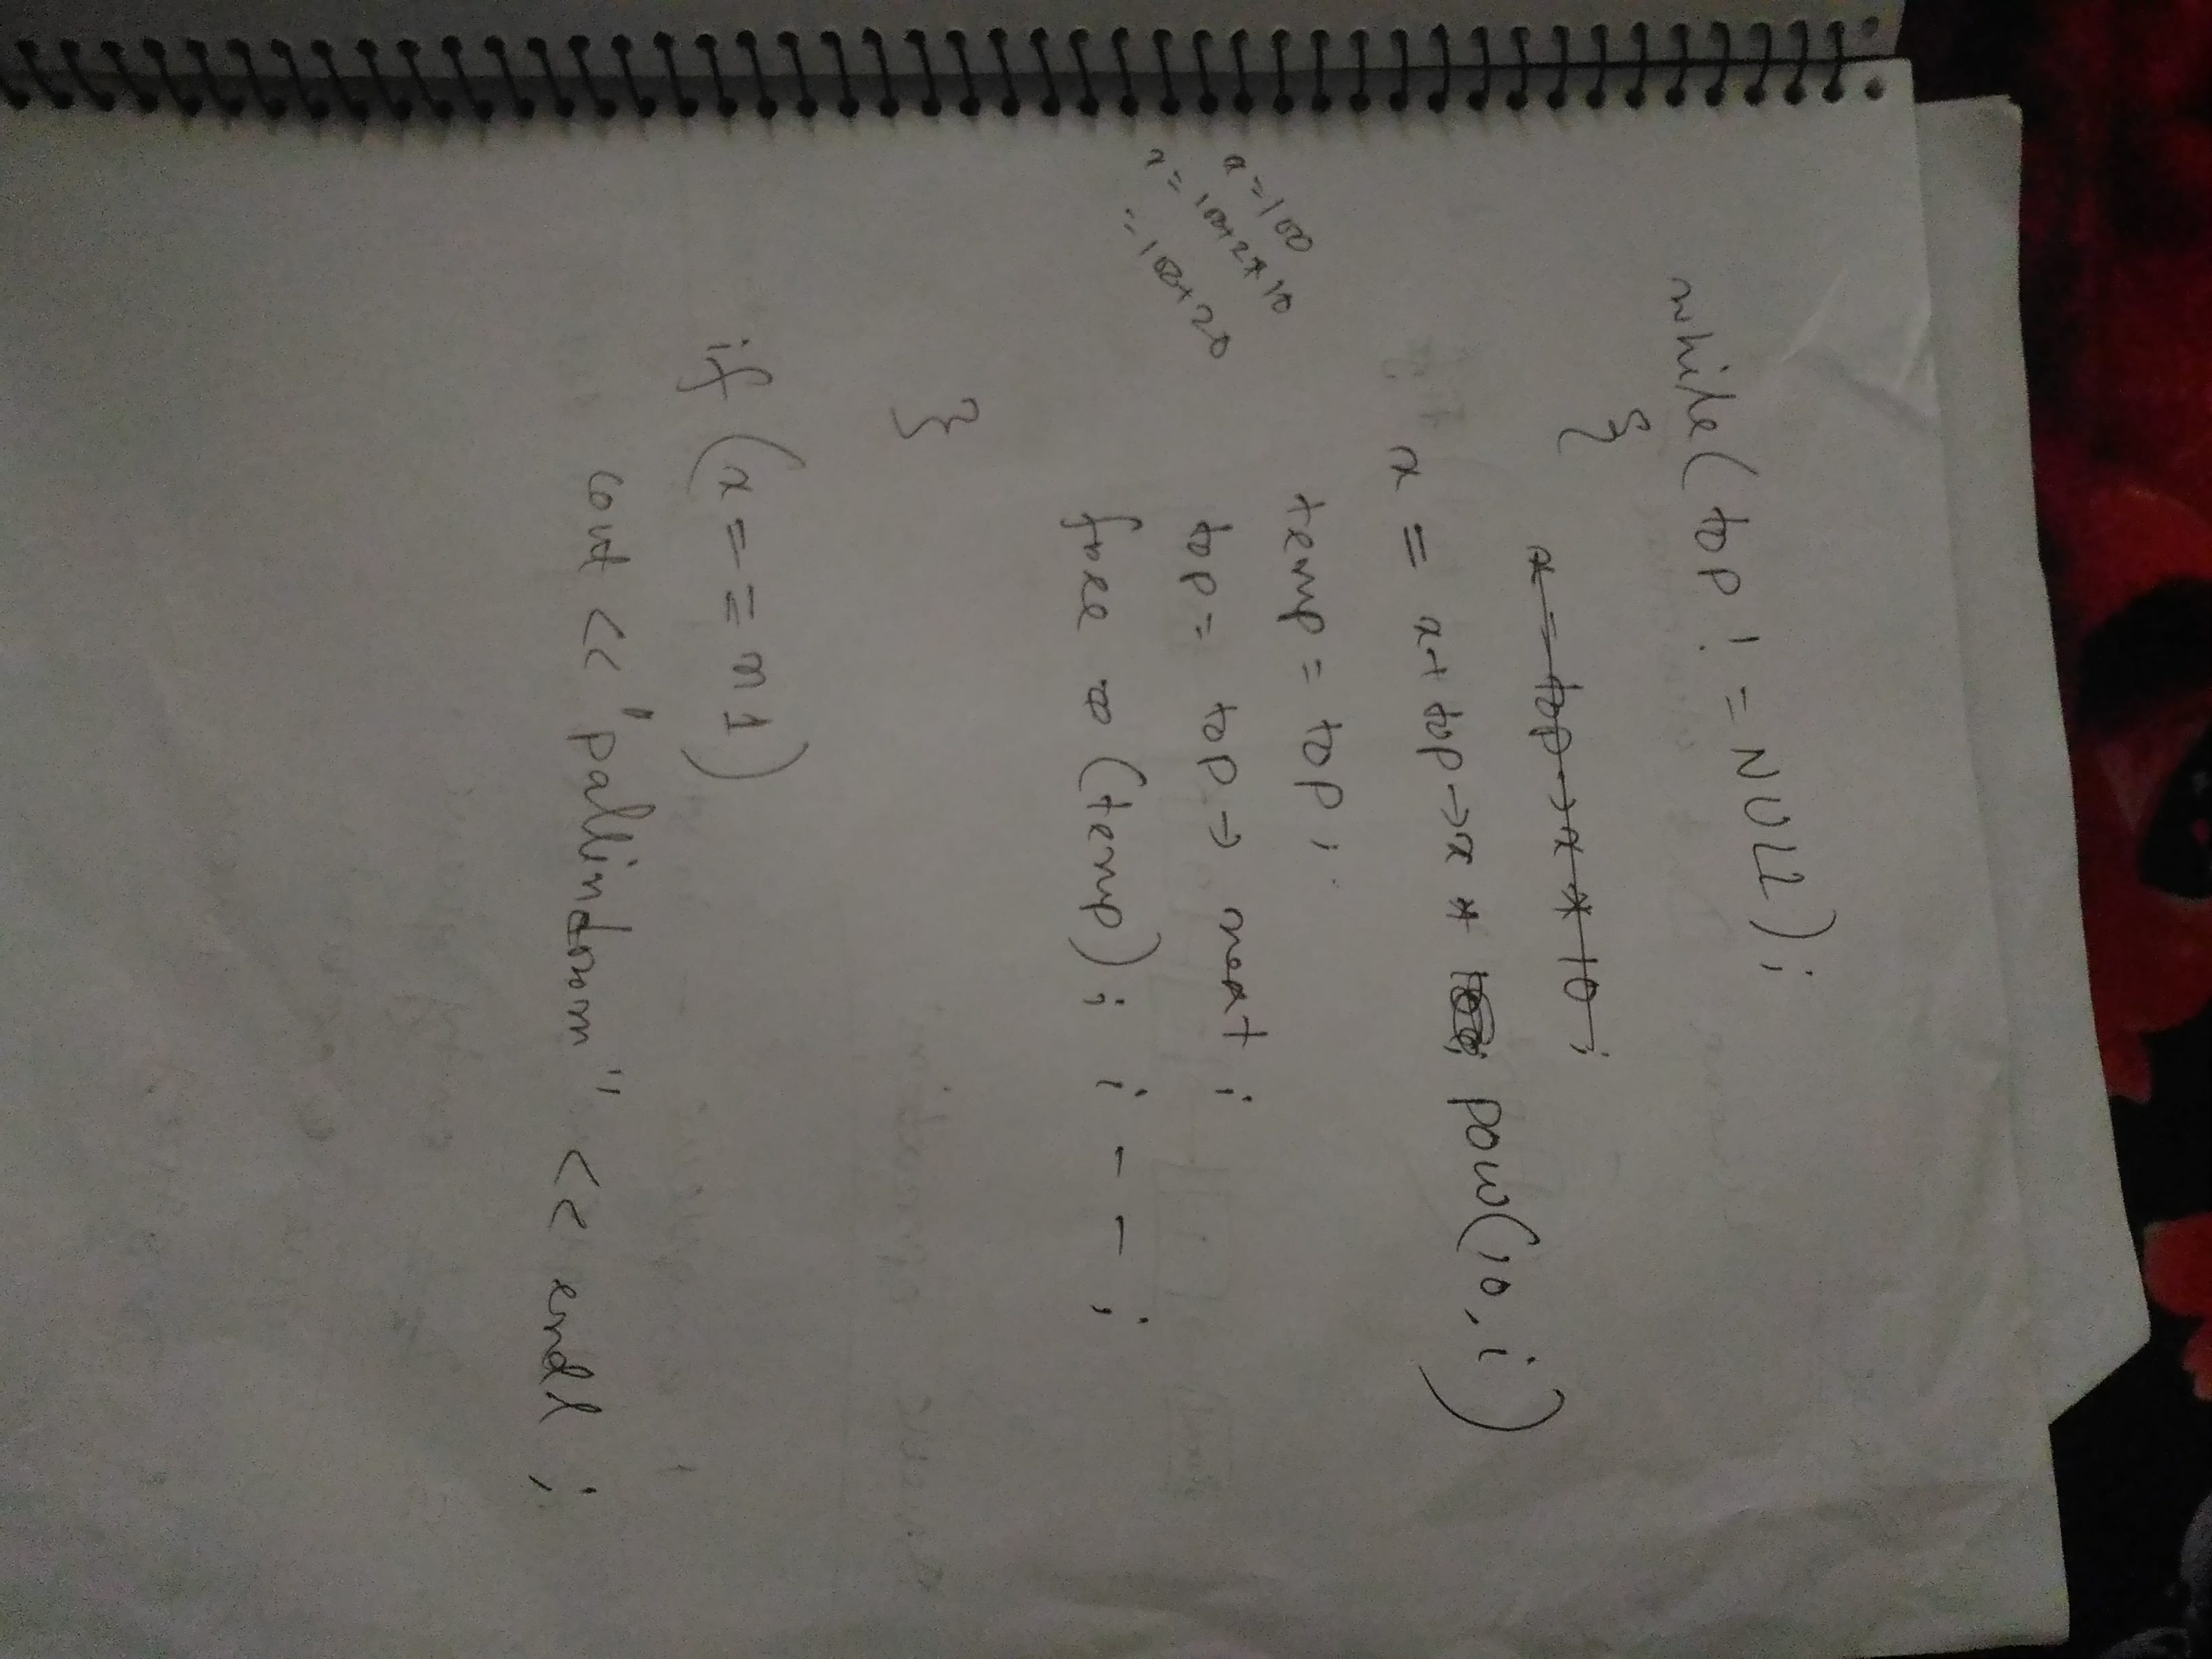 while(top != NULL);
{
x = top->x * 10;
x = x+ top->x * pow(10,i)
temp = top;
x=100
x=100+2*10
=100+20
top = top-> next;
free (temp); i--;
}
if (x == n1)
cout << "pallindrom" << endl ;